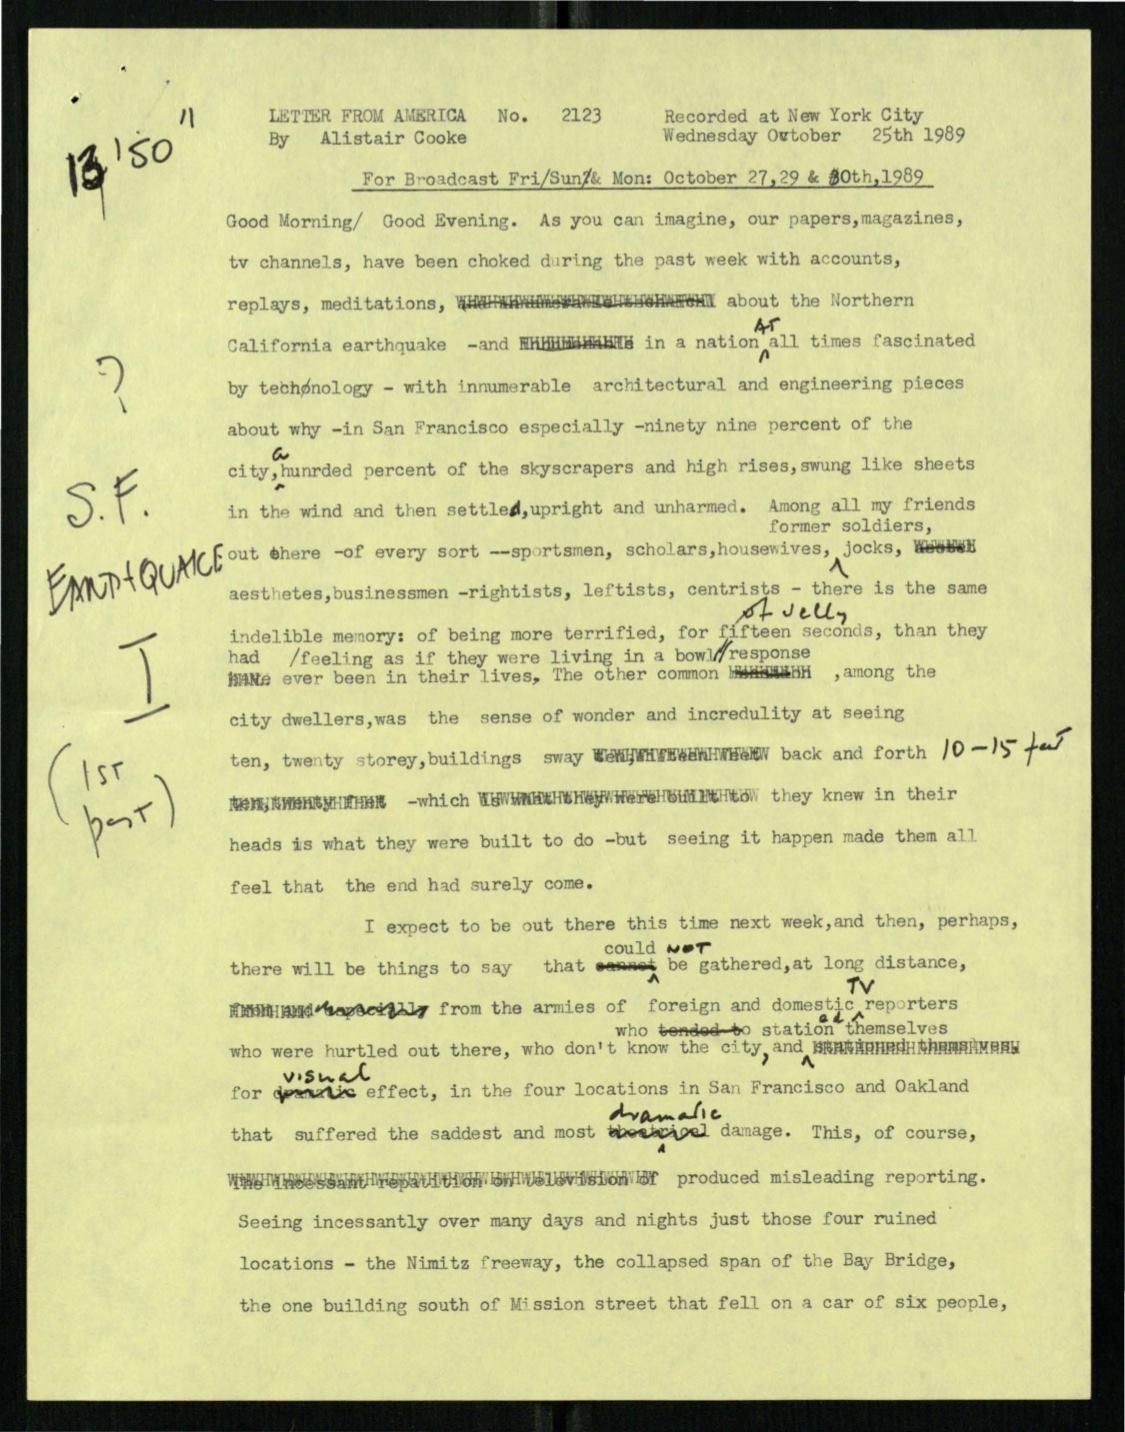 13'50"
LETTER FROM AMERICA No. 2123 Recorded at New York City
By Alistair Cooke Wednesday Ovtober 25th 1989
For Broadcast Fri/Sun/& Mon: October 27,29 & 30th,1989
Good Morning/ Good Evening. As you can imagine, our papers,magazines,
tv channels, have been choked during the past week with accounts,
replays, meditations, about the Northern
AT
California earthquake -and in a nation all times fascinated
?
by technology - with innumerable architectural and engineering pieces
about why -in San Francisco especially -ninety nine percent of the
a
city,hunrded percent of the skyscrapers and high rises,swung like sheets
S.F.
in the wind and then settled,upright and unharmed. Among all my friends
former soldiers,
EARTHQUAKE
out there -of every sort --sportsmen, scholars,housewives, jocks,
aesthetes,businessmen -rightists, leftists, centrists - there is the same
of jelly
indelible memory: of being more terrified, for fifteen seconds, than they
I
had /feeling as if they were living in a bowl//response
ever been in their lives, The other common ,among the
city dwellers,was the sense of wonder and incredulity at seeing
ten, twenty storey,buildings sway back and forth 10-15 feet
(1ST
past)
-which they knew in their
heads is what they were built to do -but seeing it happen made them all
feel that the end had surely come.
I expect to be out there this time next week,and then, perhaps,
could NOT
there will be things to say that cannot be gathered,at long distance,
TV
from the armies of foreign and domestic reporters
who tended to stationed themselves
who were hurtled out there, who don't know the city, and stationed themselves,
visual
for dramatic effect, in the four locations in San Francisco and Oakland
dramatic
that suffered the saddest and most theatrical damage. This, of course,
The incessant repatition on television of produced misleading reporting.
Seeing incessantly over many days and nights just those four ruined
locations - the Nimitz freeway, the collapsed span of the Bay Bridge,
the one building south of Mission street that fell on a car of six people,